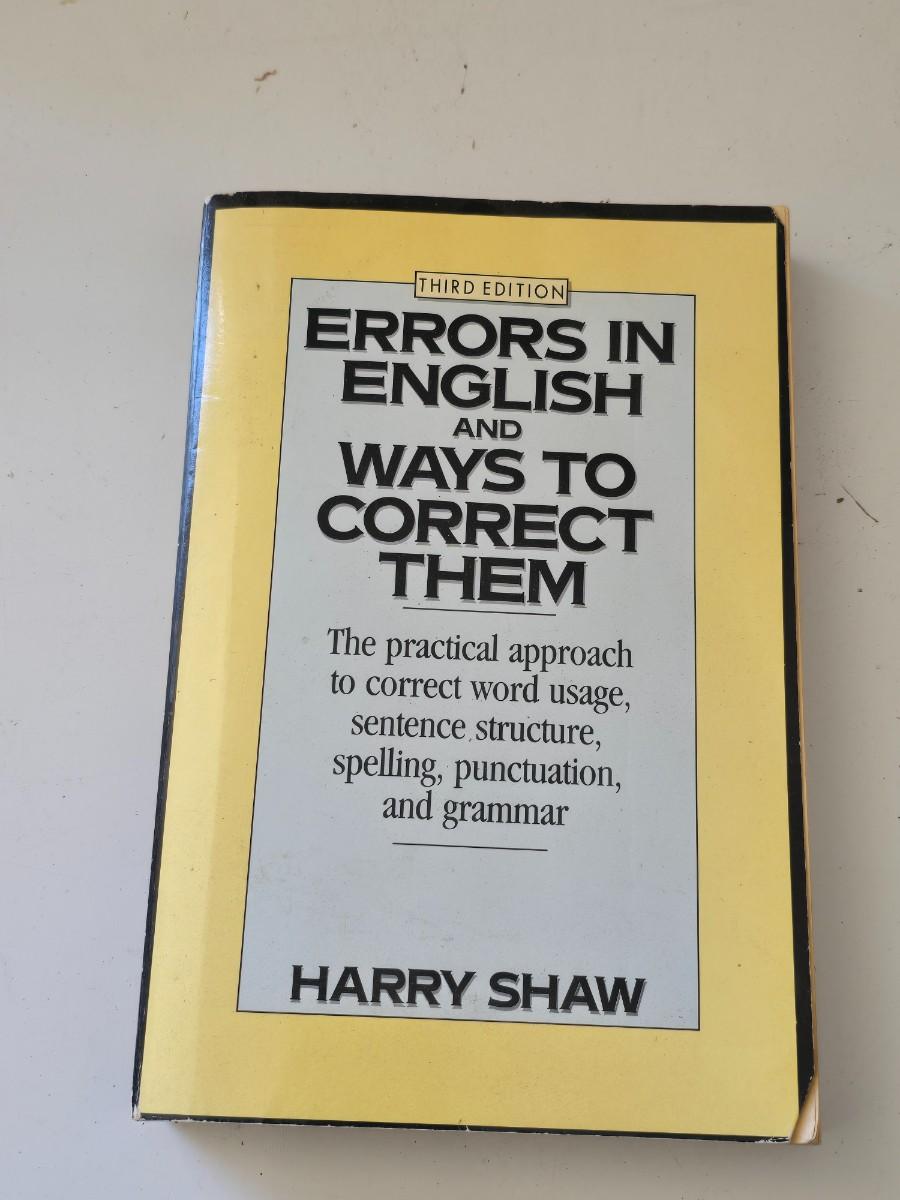 THIRD EDITION
ERRORS IN
ENGLISH
AND
WAYS TO
CORRECT
THEM
The practical approach
to correct word usage,
sentence structure,
spelling, punctuation,
and grammar
HARRY SHAW